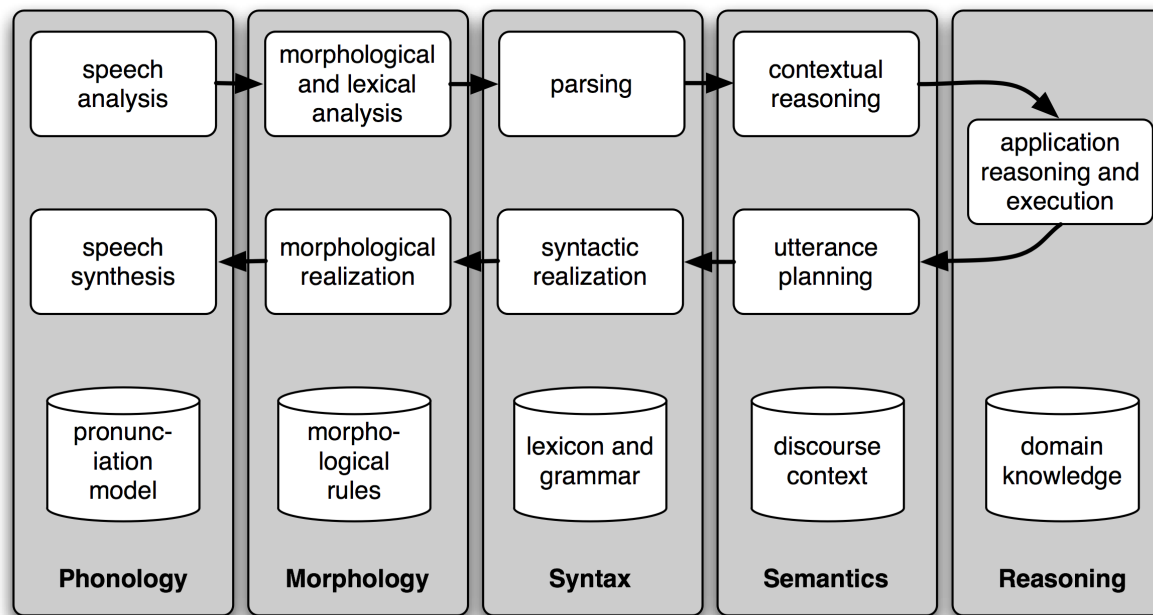 speech
analysis
morphological
and lexical
analysis
parsing
contextual
reasoning
application
reasoning and
execution
speech
synthesis
morphological
realization
syntactic
realization
utterance
planning
pronunc-
iation
model
morpho-
logical
rules
lexicon and
grammar
discourse
context
domain
knowledge
Phonology
Morphology
Syntax
Semantics
Reasoning